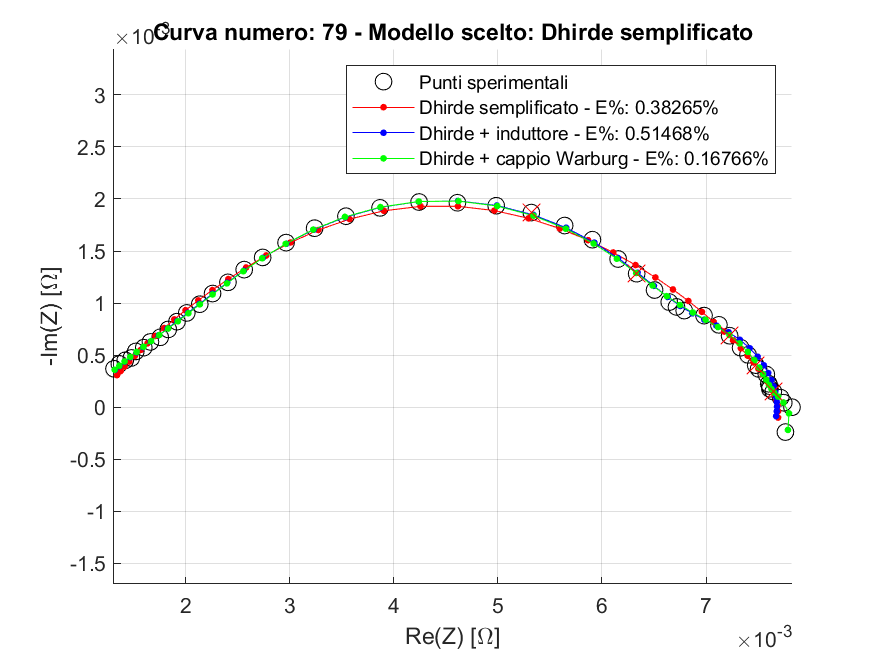 ×10⁻³
Curva numero: 79 - Modello scelto: Dhirde semplificato
Punti sperimentali
Dhirde semplificato - E%: 0.38265%
Dhirde + induttore - E%: 0.51468%
Dhirde + cappio Warburg - E%: 0.16766%
3
2.5
2
1.5
1
0.5
0
-0.5
-1
-1.5
-Im(Z) [Ω]
2 3 4 5 6 7
Re(Z) [Ω]
×10⁻³